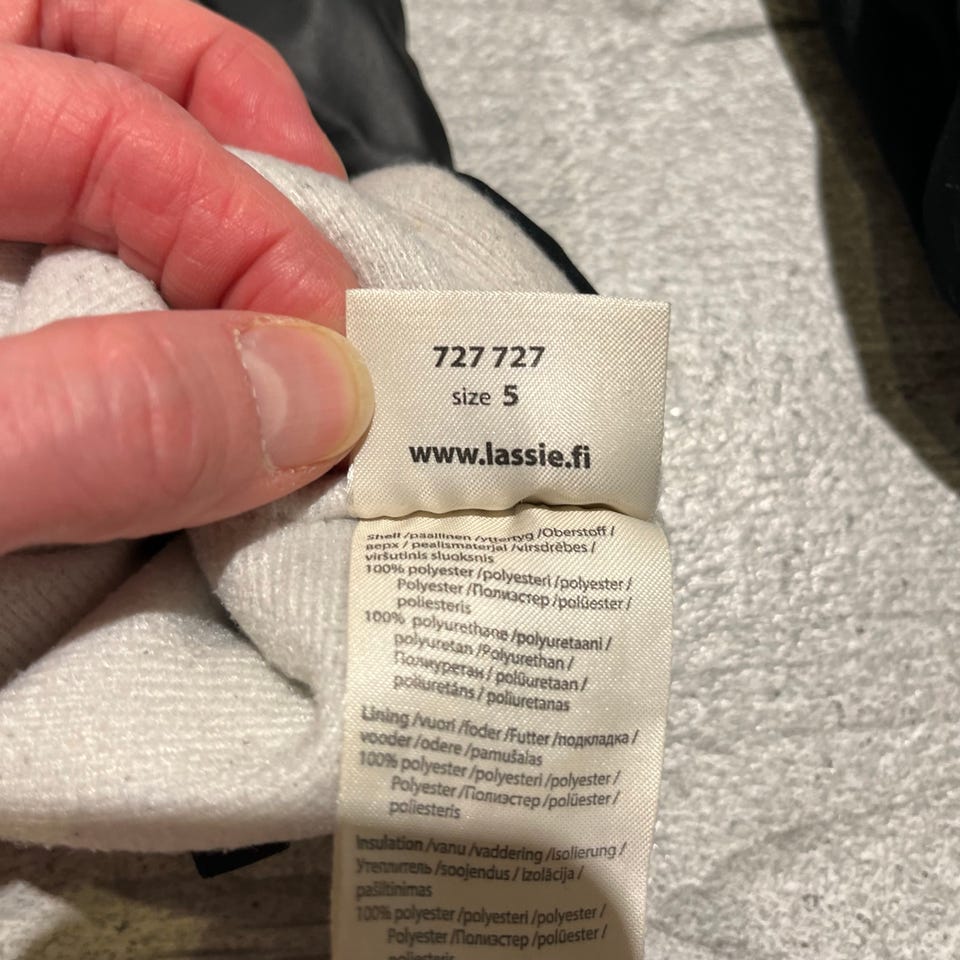 727 727
size 5
www.lassie.fi
Shell /päällinen /yttertyg /Oberstoff /
верх / pealismaterjal /virsdrēbes /
viršutinis sluoksnis
100% polyester /polyesteri /polyester /
Polyester /Полиэстер /polüester /
poliesteris
100% polyurethane /polyuretaani /
polyuretan /Polyurethan /
Полиуретан / polüuretaan /
poliuretāns / poliuretanas
Lining /vuori /foder /Futter /подкладка /
vooder /odere /pamušalas
100% polyester /polyesteri /polyester /
Polyester /Полиэстер /polüester /
poliesteris
Insulation /vanu /vaddering /Isolierung /
Утеплитель /soojendus / Izolācija /
pašiltinimas
100% polyester /polyesteri /polyester /
Polyester /Полиэстер /polüester /
poliesteris